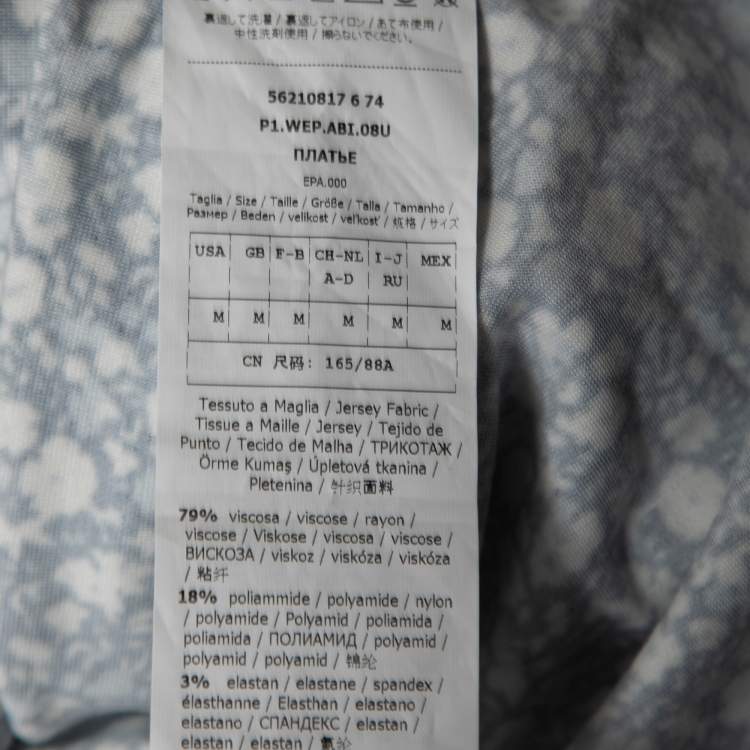 裏返して洗濯 / 裏返してアイロン / あて布使用 /
中性洗剤使用 / 擦らないでください。
56210817 6 74
P1.WEP.ABI.08U
ПЛАТЬЕ
EPA.000
Taglia / Size / Taille / Größe / Talla / Tamanho /
Размер / Beden / velikost / veľkosť / 规格 / サイズ
USA GB F-B CH-NL I-J MEX
A-D RU
M M M M M M
CN 尺码: 165/88A
Tessuto a Maglia / Jersey Fabric /
Tissue a Maille / Jersey / Tejido de
Punto / Tecido de Malha / ТРИКОТАЖ /
Örme Kumaş / Úpletová tkanina /
Pletenina / 针织面料
79% viscosa / viscose / rayon /
viscose / Viskose / viscosa / viscose /
ВИСКОЗА / viskoz / viskóza / viskóza
/ 粘纤
18% poliammide / polyamide / nylon
/ polyamide / Polyamid / poliamida /
poliamida / ПОЛИАМИД / polyamid /
polyamid / polyamid / 锦纶
3% elastan / elastane / spandex /
élasthanne / Elasthan / elastano /
elastano / СПАНДЕКС / elastan /
elastan / elastan / 氨纶